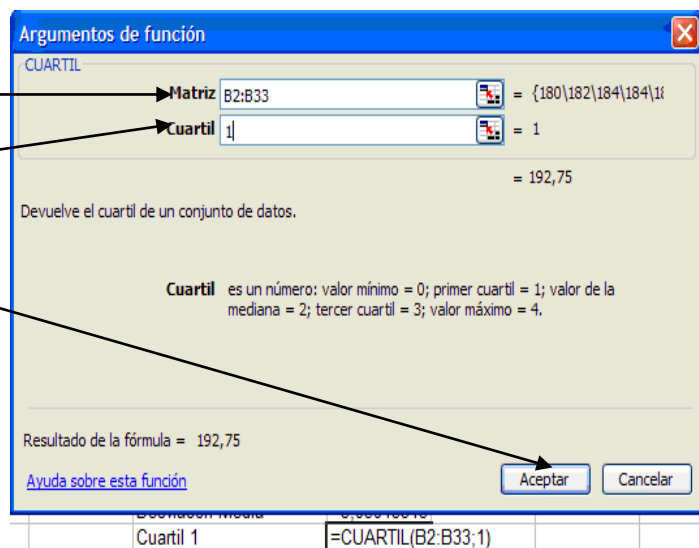 Argumentos de función
CUARTIL
Matriz B2:B33 = {180\182\184\184\18
Cuartil 1 = 1
= 192,75
Devuelve el cuartil de un conjunto de datos.
Cuartil es un número: valor mínimo = 0; primer cuartil = 1; valor de la
mediana = 2; tercer cuartil = 3; valor máximo = 4.
Resultado de la fórmula = 192,75
Ayuda sobre esta función Aceptar Cancelar
Cuartil 1 =CUARTIL(B2:B33;1)